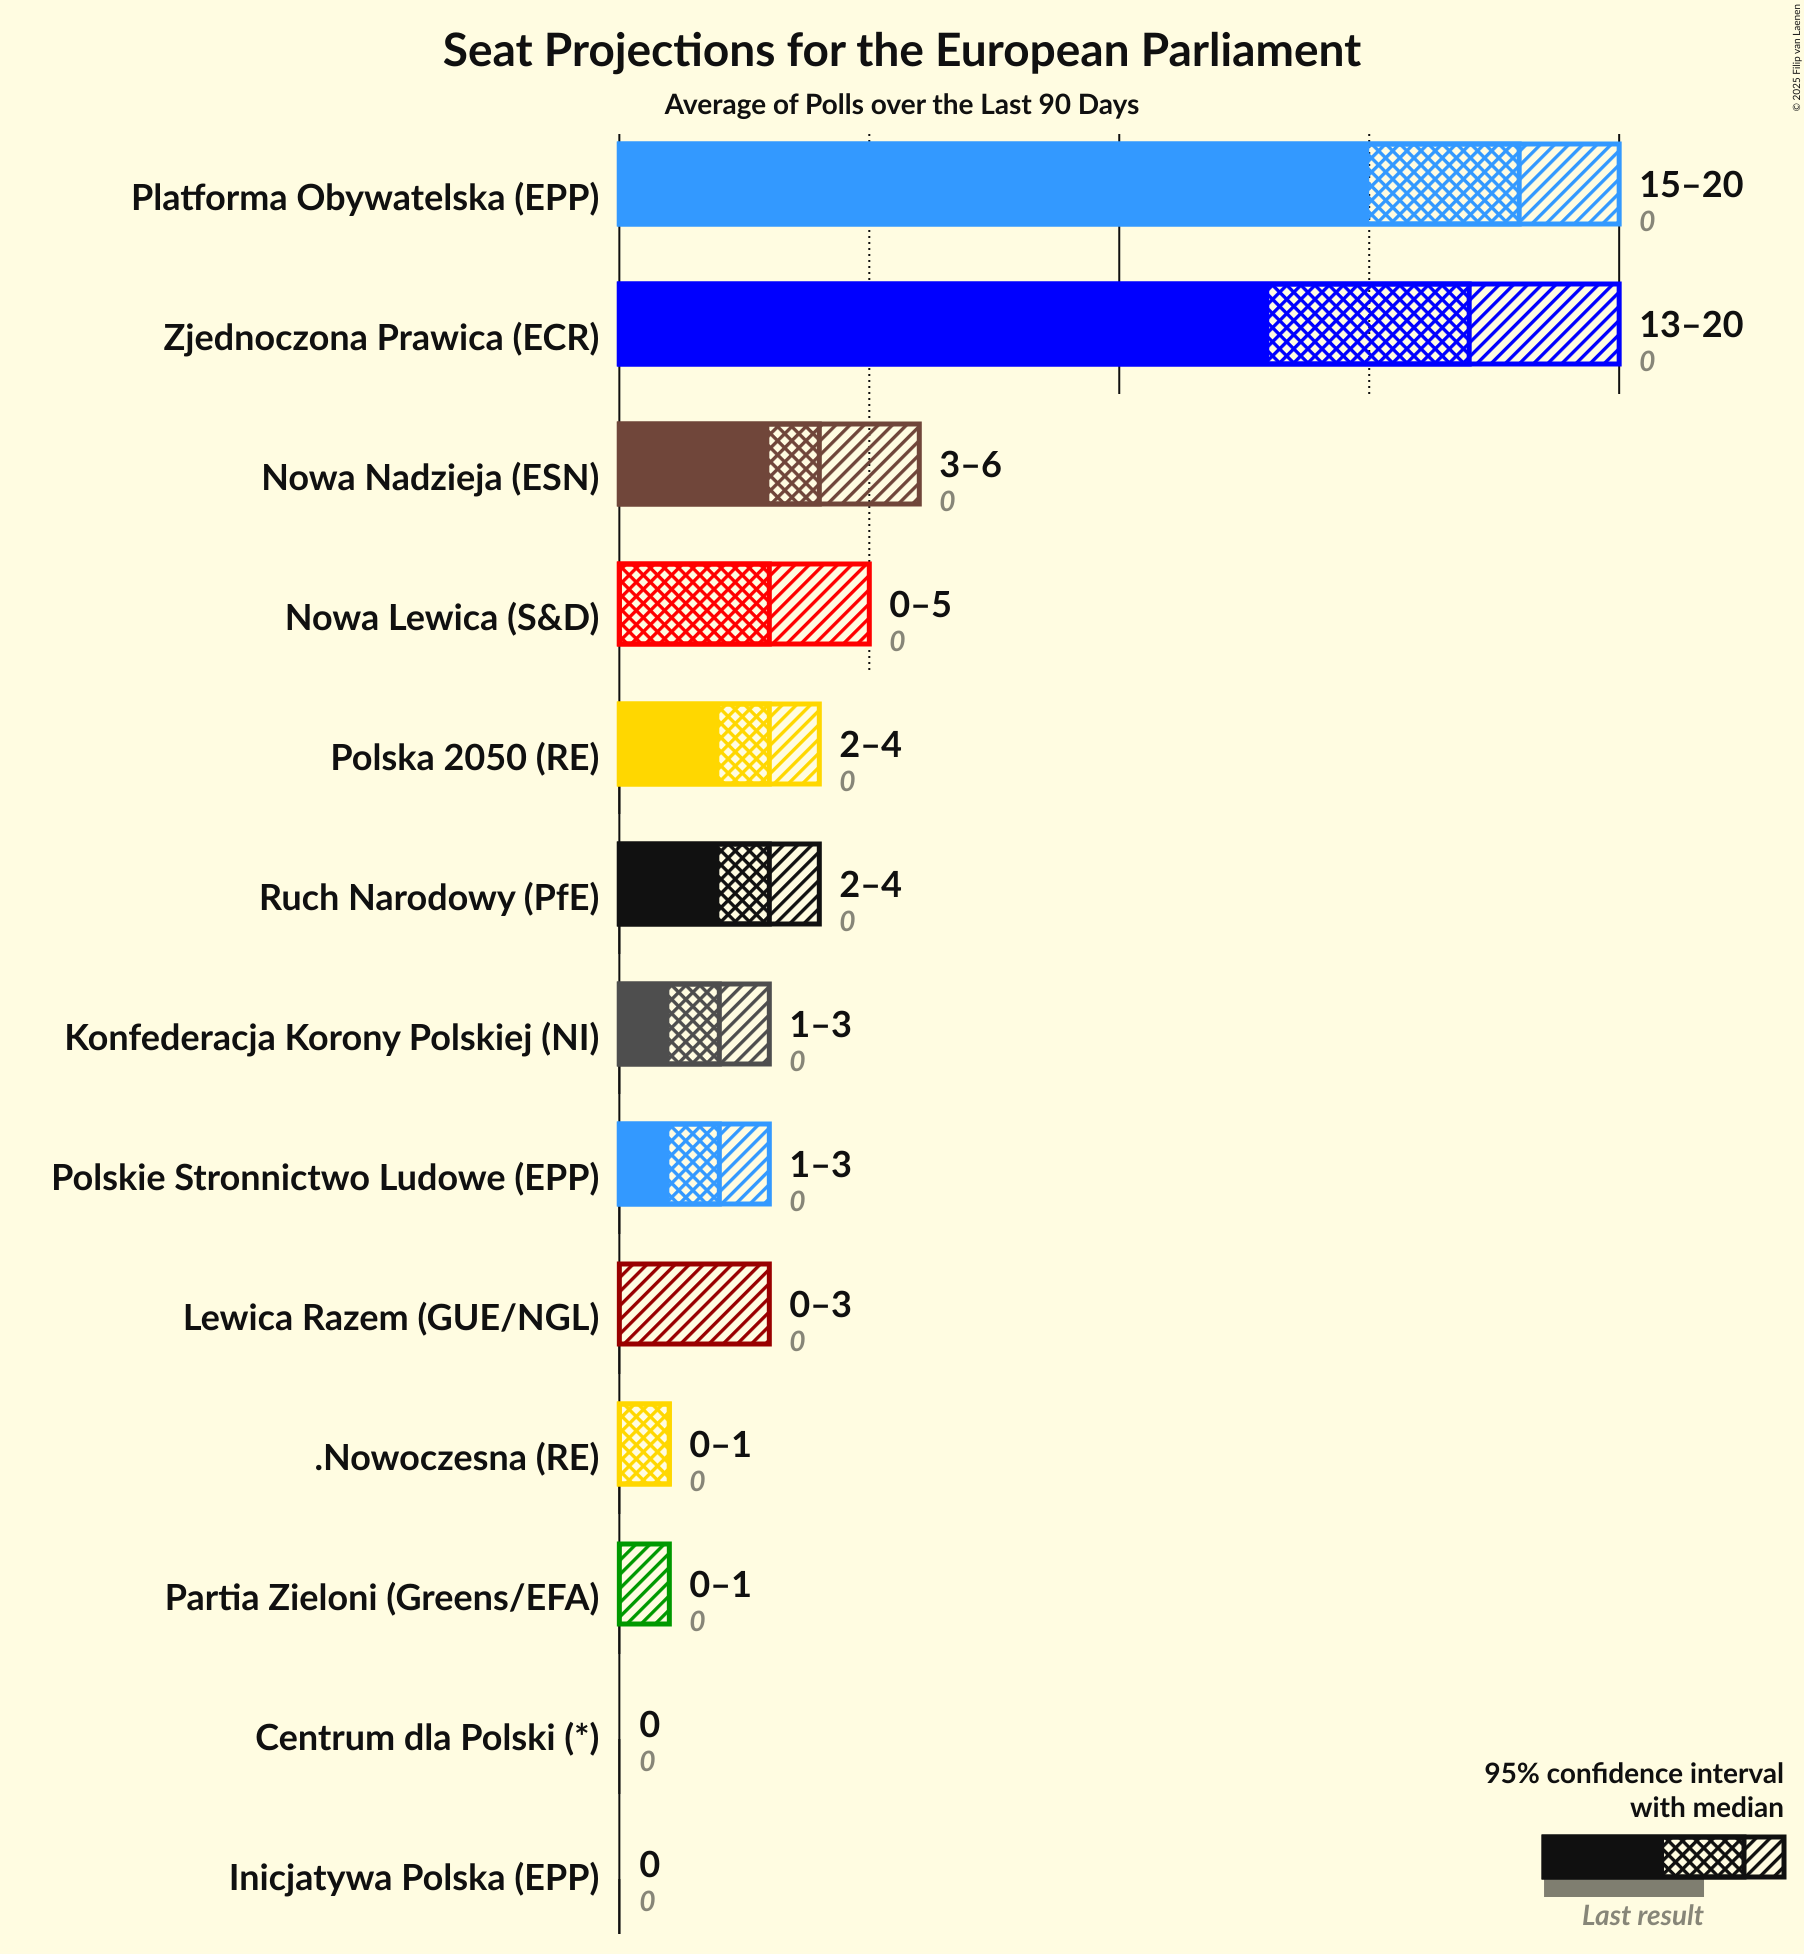 Seat Projections for the European Parliament
Average of Polls over the Last 90 Days
© 2025 Filip van Laenen
Platforma Obywatelska (EPP)
15–20
0
Zjednoczona Prawica (ECR)
13–20
0
Nowa Nadzieja (ESN)
3–6
0
Nowa Lewica (S&D)
0–5
0
Polska 2050 (RE)
2–4
0
Ruch Narodowy (PfE)
2–4
0
Konfederacja Korony Polskiej (NI)
1–3
0
Polskie Stronnictwo Ludowe (EPP)
1–3
0
Lewica Razem (GUE/NGL)
0–3
0
.Nowoczesna (RE)
0–1
0
Partia Zieloni (Greens/EFA)
0–1
0
Centrum dla Polski (*)
0
0
Inicjatywa Polska (EPP)
0
0
95% confidence interval
with median
Last result